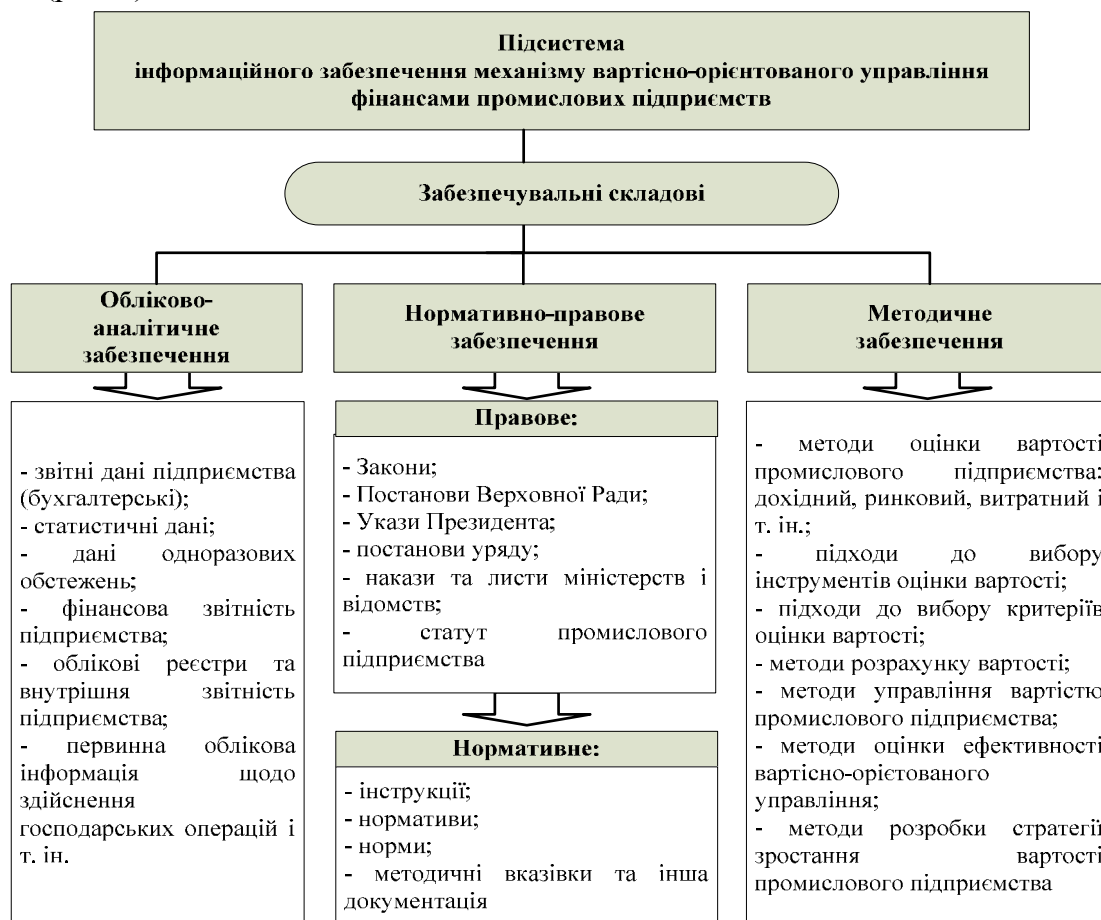 Підсистема
інформаційного забезпечення механізму вартісно-орієнтованого управління
фінансами промислових підприємств
Забезпечувальні складові
Обліково-
аналітичне
забезпечення
- звітні дані підприємства
(бухгалтерські);
- статистичні дані;
- дані одноразових
обстежень;
- фінансова звітність
підприємства;
- облікові реєстри та
внутрішня звітність
підприємства;
- первинна облікова
інформація щодо
здійснення
господарських операцій і
т. ін.
Нормативно-правове
забезпечення
Правове:
- Закони;
- Постанови Верховної Ради;
- Укази Президента;
- постанови уряду;
- накази та листи міністерств і
відомств;
- статут промислового
підприємства
Нормативне:
- інструкції;
- нормативи;
- норми;
- методичні вказівки та інша
документація
Методичне
забезпечення
- методи оцінки вартості
промислового підприємства:
дохідний, ринковий, витратний і
т. ін.;
- підходи до вибору
інструментів оцінки вартості;
- підходи до вибору критеріїв
оцінки вартості;
- методи розрахунку вартості;
- методи управління вартістю
промислового підприємства;
- методи оцінки ефективності
вартісно-орієтованого
управління;
- методи розробки стратегії
зростання вартості
промислового підприємства